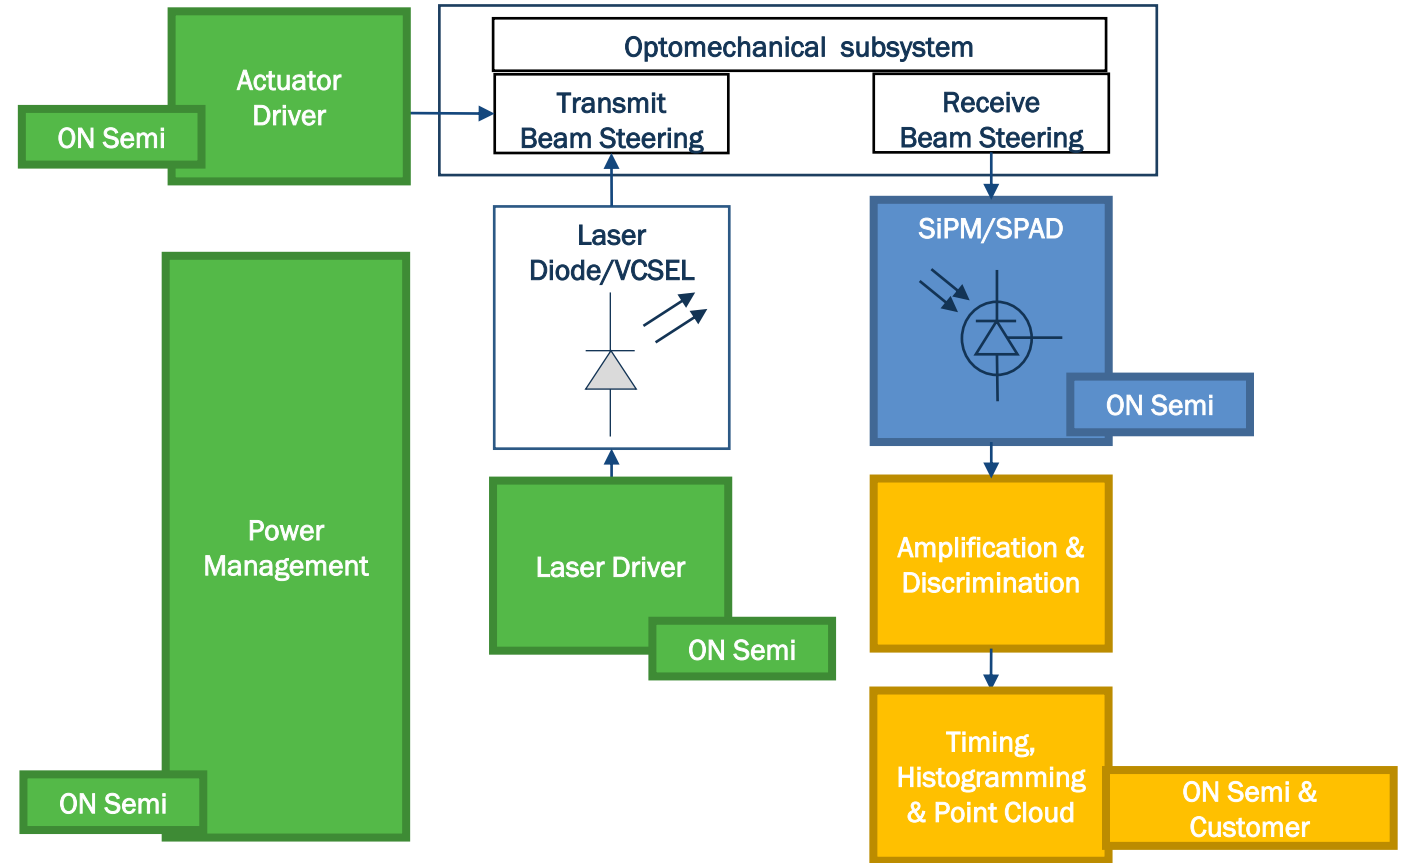 Optomechanical subsystem
Actuator
Driver
ON Semi
Transmit
Beam Steering
Receive
Beam Steering
Laser
Diode/VCSEL
SiPM/SPAD
ON Semi
Power
Management
ON Semi
Laser Driver
ON Semi
Amplification &
Discrimination
Timing,
Histogramming
& Point Cloud
ON Semi &
Customer